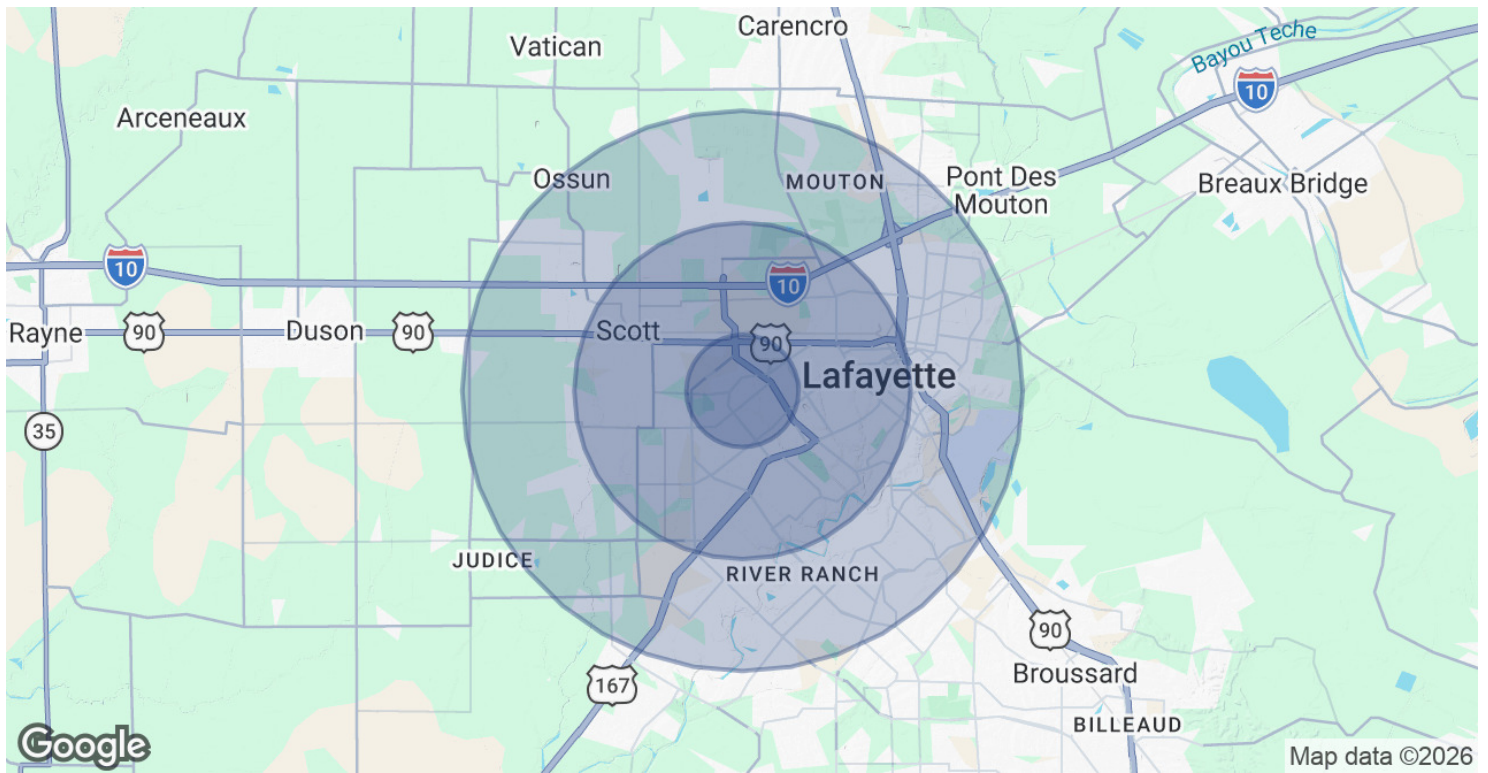 Carencro
Vatican
Bayou Teche
10
Arceneaux
Ossun
MOUTON
Pont Des
Mouton
Breaux Bridge
10
10
Rayne
90
Duson
90
Scott
90
Lafayette
35
JUDICE
RIVER RANCH
90
167
Broussard
BILLEAUD
Google
Map data ©2026